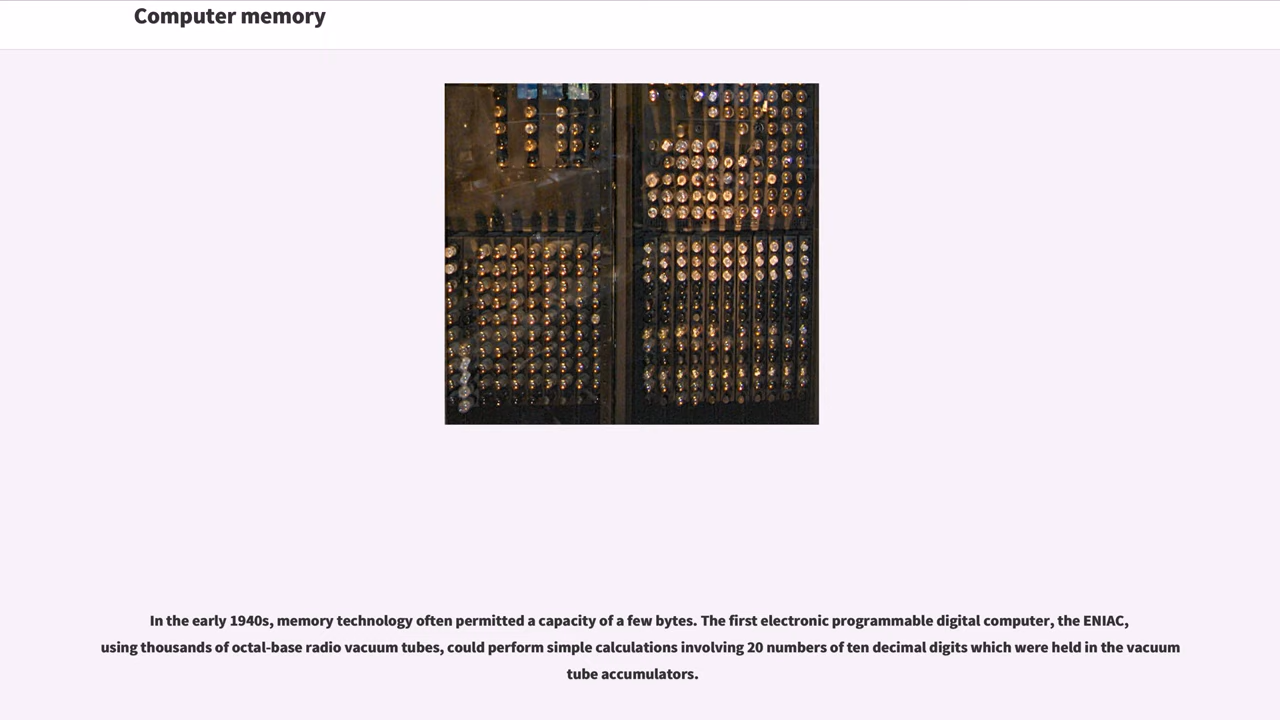 Computer memory
In the early 1940s, memory technology often permitted a capacity of a few bytes. The first electronic programmable digital computer, the ENIAC,
using thousands of octal-base radio vacuum tubes, could perform simple calculations involving 20 numbers of ten decimal digits which were held in the vacuum
tube accumulators.